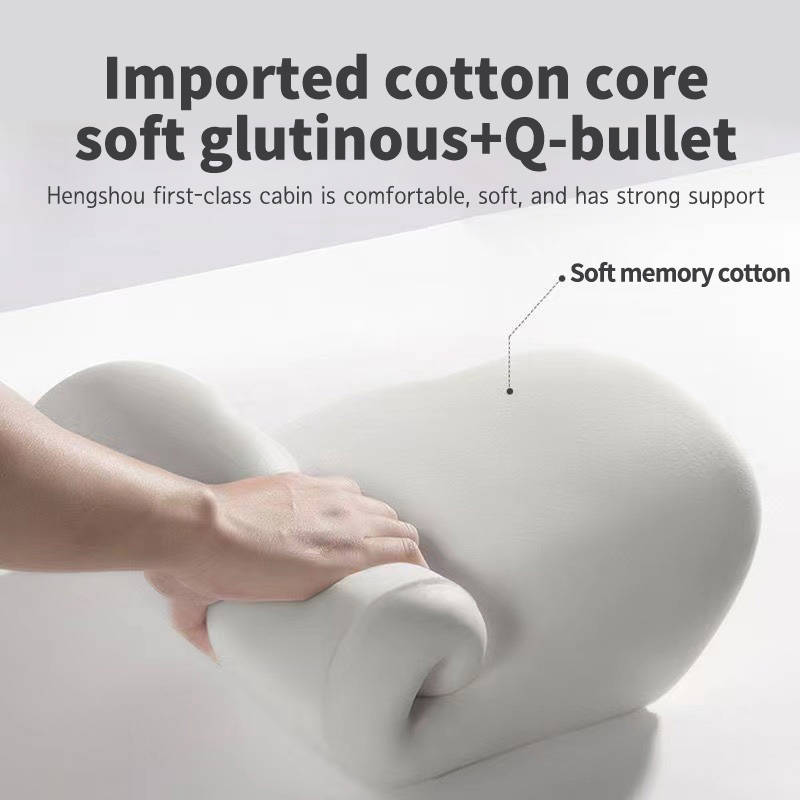 Imported cotton core
soft glutinous+Q-bullet
Hengshou first-class cabin is comfortable, soft, and has strong support
Soft memory cotton